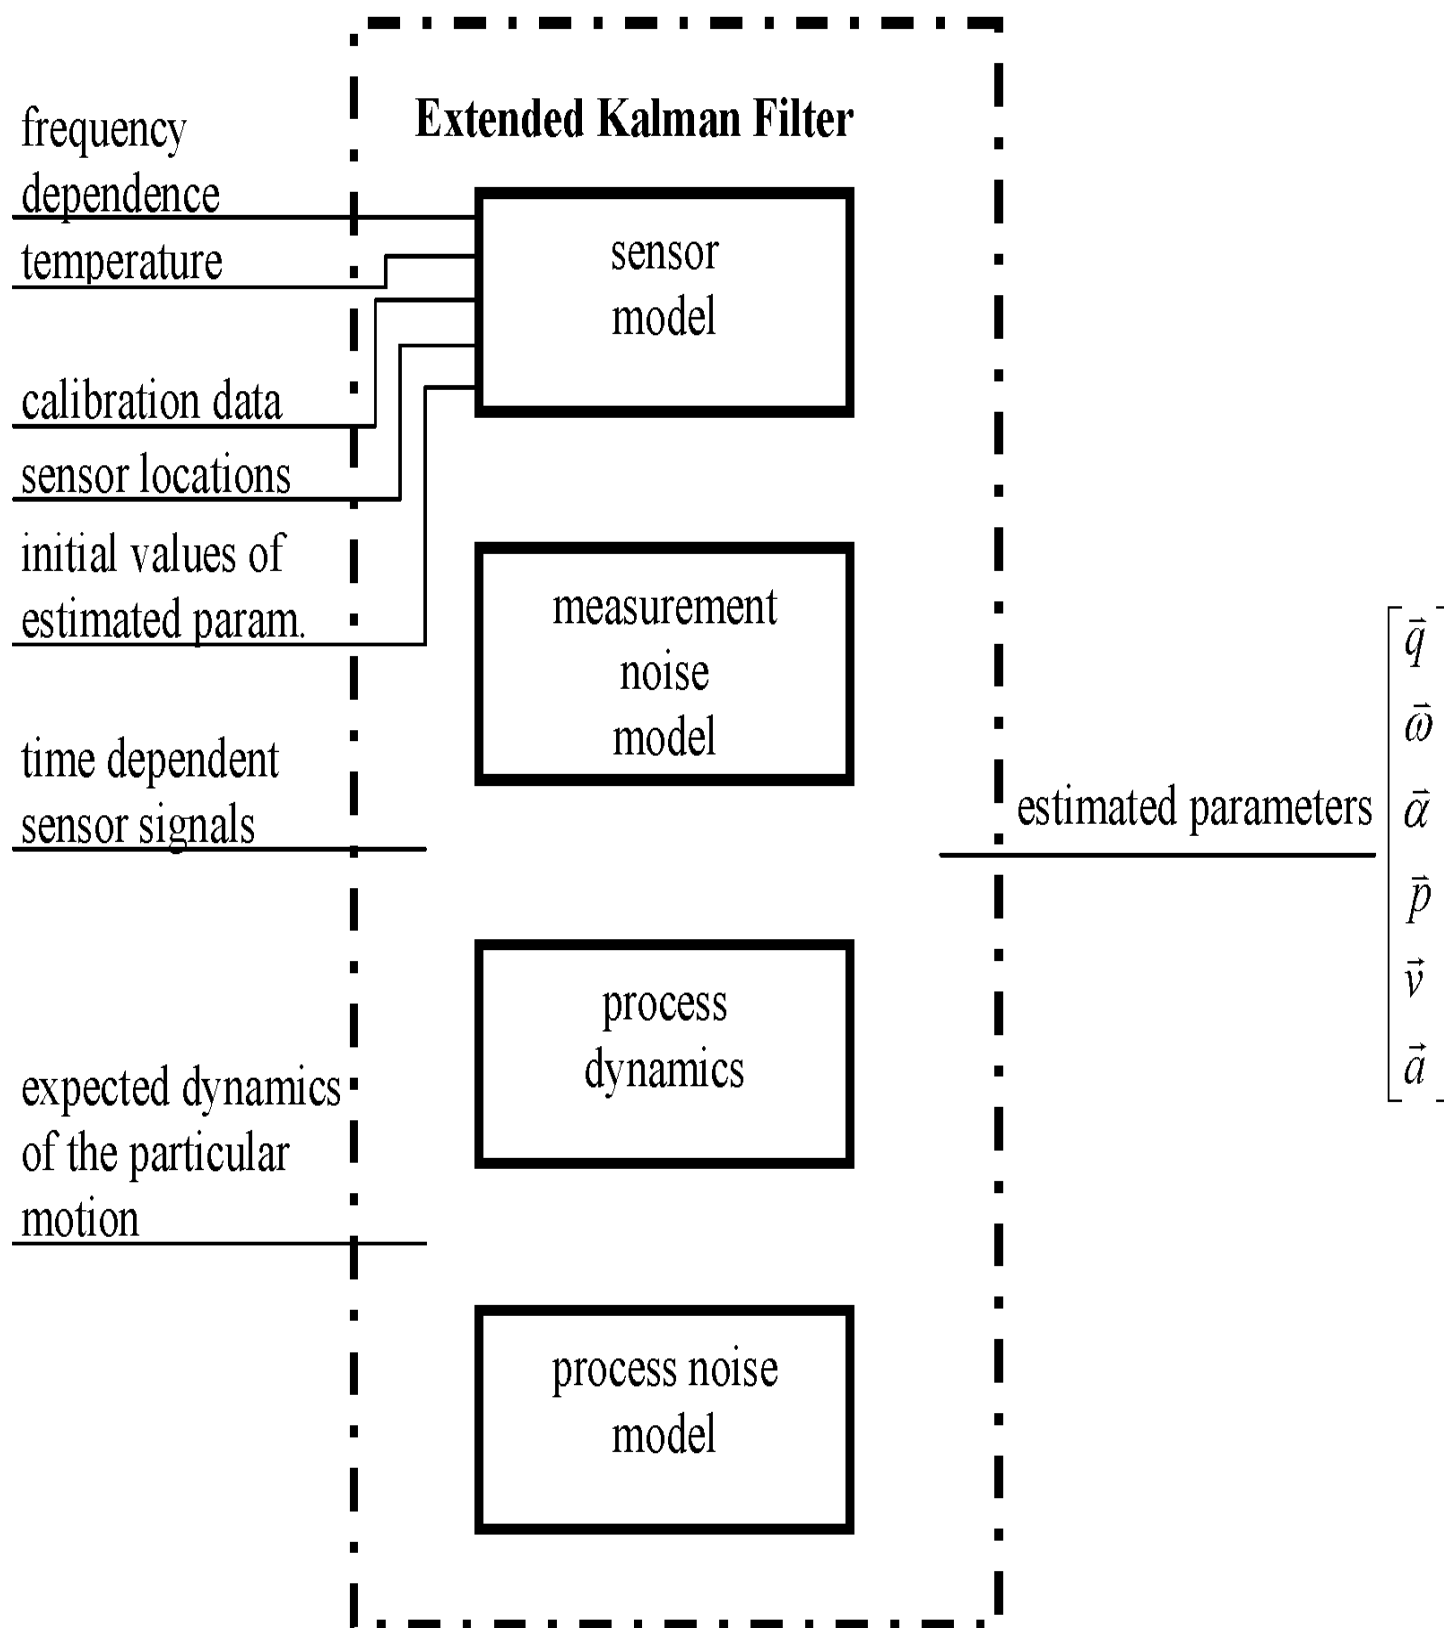 Extended Kalman Filter
frequency
dependence
temperature
calibration data
sensor locations
initial values of
estimated param.
time dependent
sensor signals
expected dynamics
of the particular
motion
sensor
model
measurement
noise
model
process
dynamics
process noise
model
estimated parameters
q⃗
ω⃗
α⃗
p⃗
v⃗
a⃗